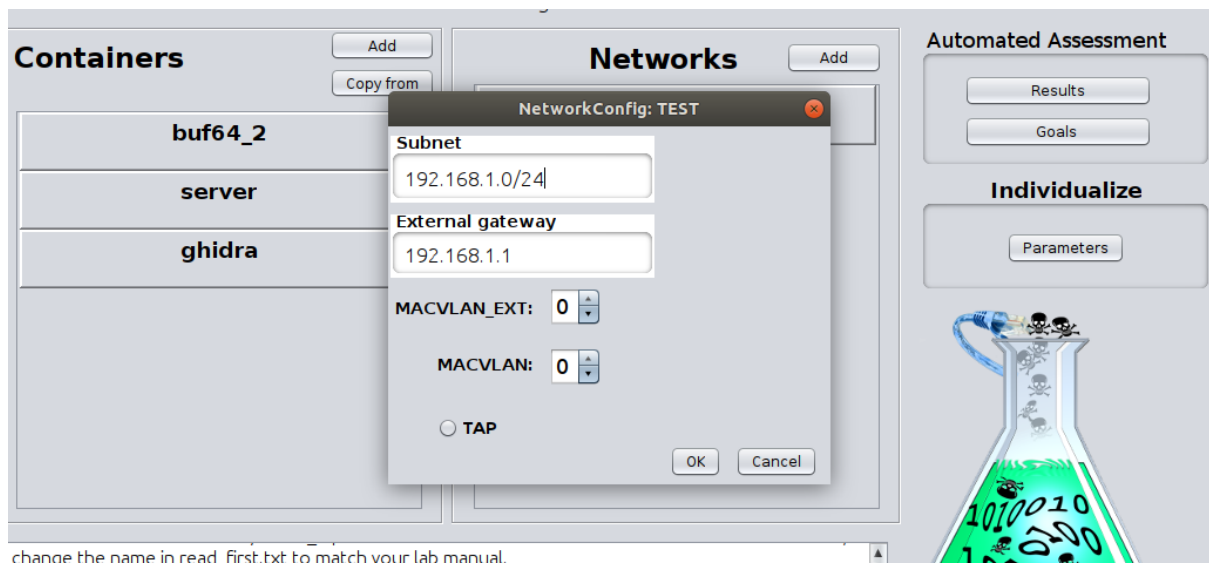 Containers
Add
Copy from
buf64_2
server
ghidra
Networks
Add
NetworkConfig: TEST
Subnet
192.168.1.0/24
External gateway
192.168.1.1
MACVLAN_EXT: 0
MACVLAN: 0
TAP
OK Cancel
Automated Assessment
Results
Goals
Individualize
Parameters
1010010
change the name in read_first.txt to match your lab manual.